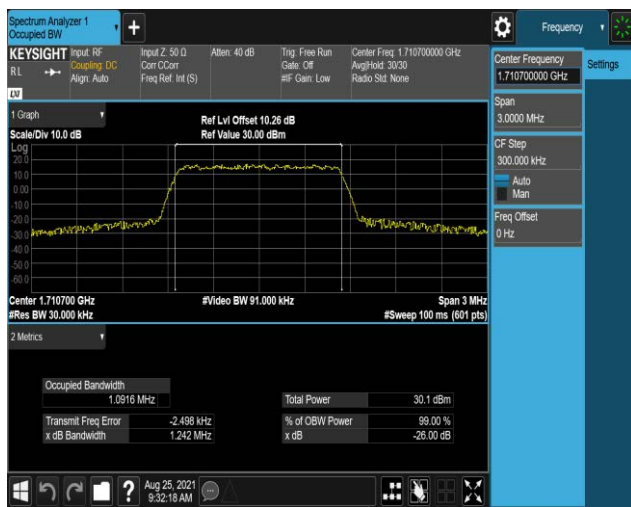 Spectrum Analyzer 1
Occupied BW
Frequency
KEYSIGHT
RL
LXI
Input: RF
Coupling: DC
Align: Auto
Input Z: 50 Ω
Corr CCorr
Freq Ref: Int (S)
Atten: 40 dB
Trig: Free Run
Gate: Off
#IF Gain: Low
Center Freq: 1.710700000 GHz
Avg|Hold: 30/30
Radio Std: None
Center Frequency
1.710700000 GHz
Settings
Span
3.0000 MHz
CF Step
300.000 kHz
Auto
Man
Freq Offset
0 Hz
1 Graph
Scale/Div 10.0 dB
Ref Lvl Offset 10.26 dB
Ref Value 30.00 dBm
Log
20.0
10.0
0.00
-10.0
-20.0
-30.0
-40.0
-50.0
-60.0
Center 1.710700 GHz
#Res BW 30.000 kHz
#Video BW 91.000 kHz
Span 3 MHz
#Sweep 100 ms (601 pts)
2 Metrics
Occupied Bandwidth
1.0916 MHz
Total Power 30.1 dBm
Transmit Freq Error -2.498 kHz
% of OBW Power 99.00 %
x dB Bandwidth 1.242 MHz
x dB -26.00 dB
?
Aug 25, 2021
9:32:18 AM